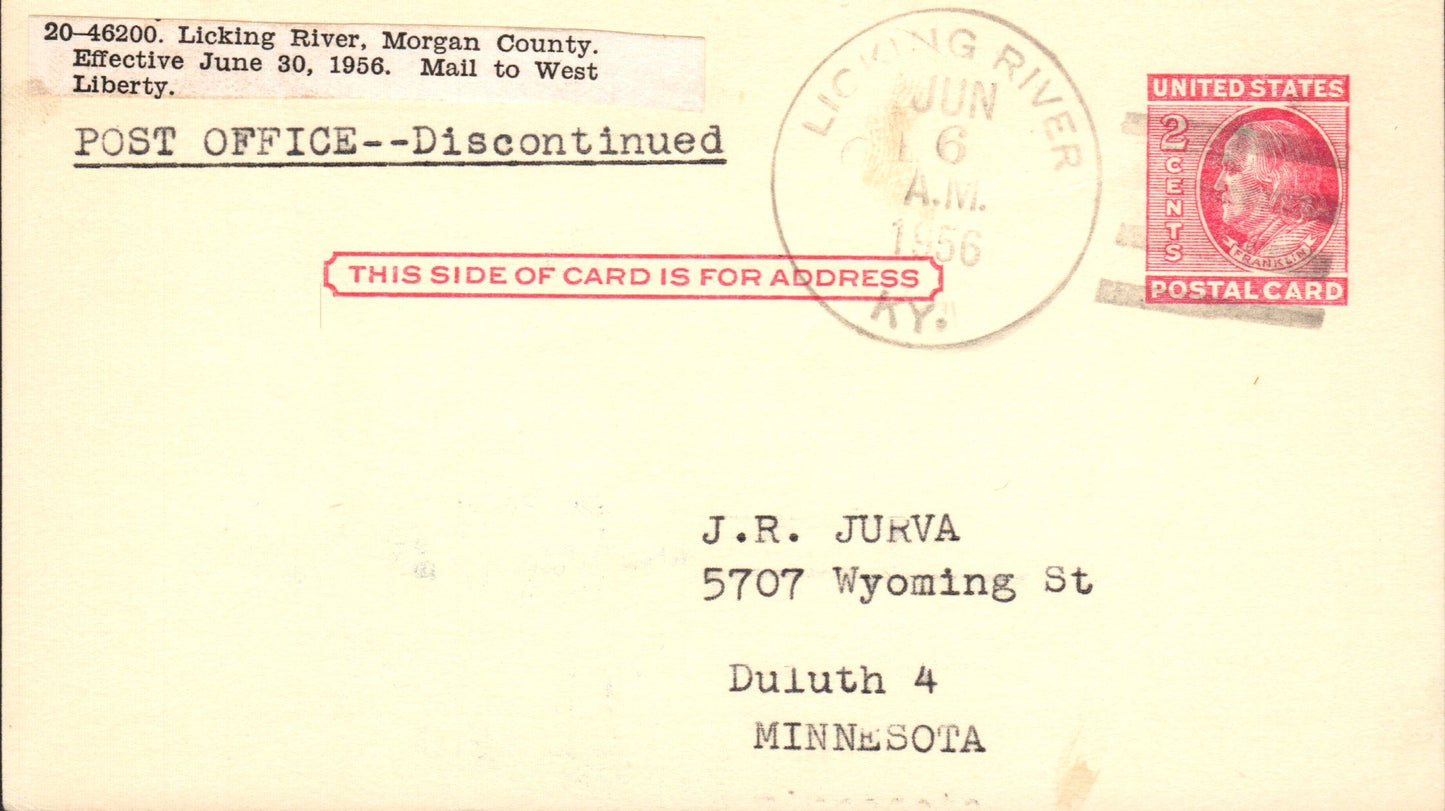 20–46200. Licking River, Morgan County.
Effective June 30, 1956. Mail to West
Liberty.
POST OFFICE--Discontinued
LICKING RIVER
JUN
6
A.M.
1956
KY.
UNITED STATES
2
CENTS
FRANKLIN
POSTAL CARD
THIS SIDE OF CARD IS FOR ADDRESS
J.R. JURVA
5707 Wyoming St
Duluth 4
MINNESOTA